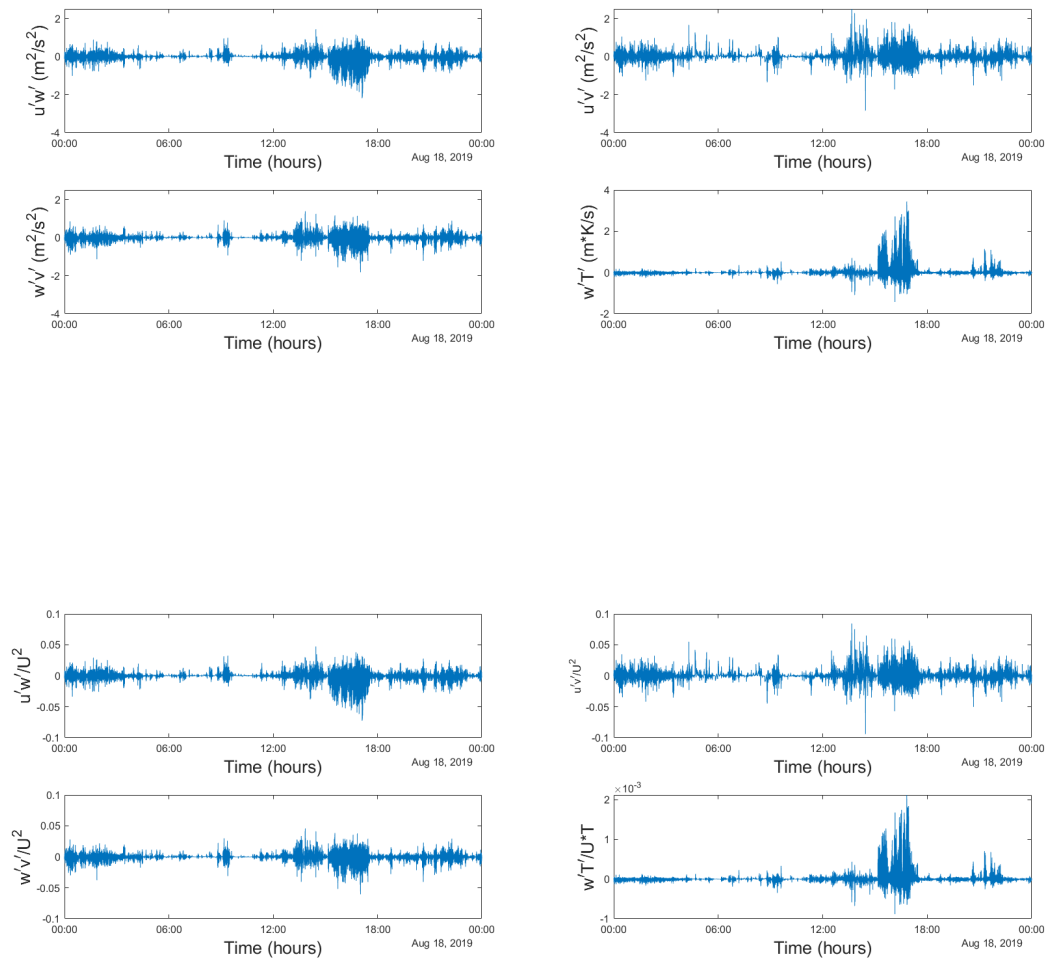 2
0
-2
-4
u'w' (m²/s²)
00:00 06:00 12:00 18:00 00:00
Time (hours)
Aug 18, 2019
2
0
-2
-4
u'v' (m²/s²)
00:00 06:00 12:00 18:00 00:00
Time (hours)
Aug 18, 2019
2
0
-2
-4
w'v' (m²/s²)
00:00 06:00 12:00 18:00 00:00
Time (hours)
Aug 18, 2019
4
2
0
-2
w'T' (m*K/s)
00:00 06:00 12:00 18:00 00:00
Time (hours)
Aug 18, 2019
0.1
0.05
0
-0.05
-0.1
u'w'/U²
00:00 06:00 12:00 18:00 00:00
Time (hours)
Aug 18, 2019
0.1
0.05
0
-0.05
-0.1
u'v'/U²
00:00 06:00 12:00 18:00 00:00
Time (hours)
Aug 18, 2019
0.1
0.05
0
-0.05
-0.1
w'v'/U²
00:00 06:00 12:00 18:00 00:00
Time (hours)
Aug 18, 2019
×10⁻³
2
1
0
-1
w'T'/U*T
00:00 06:00 12:00 18:00 00:00
Time (hours)
Aug 18, 2019